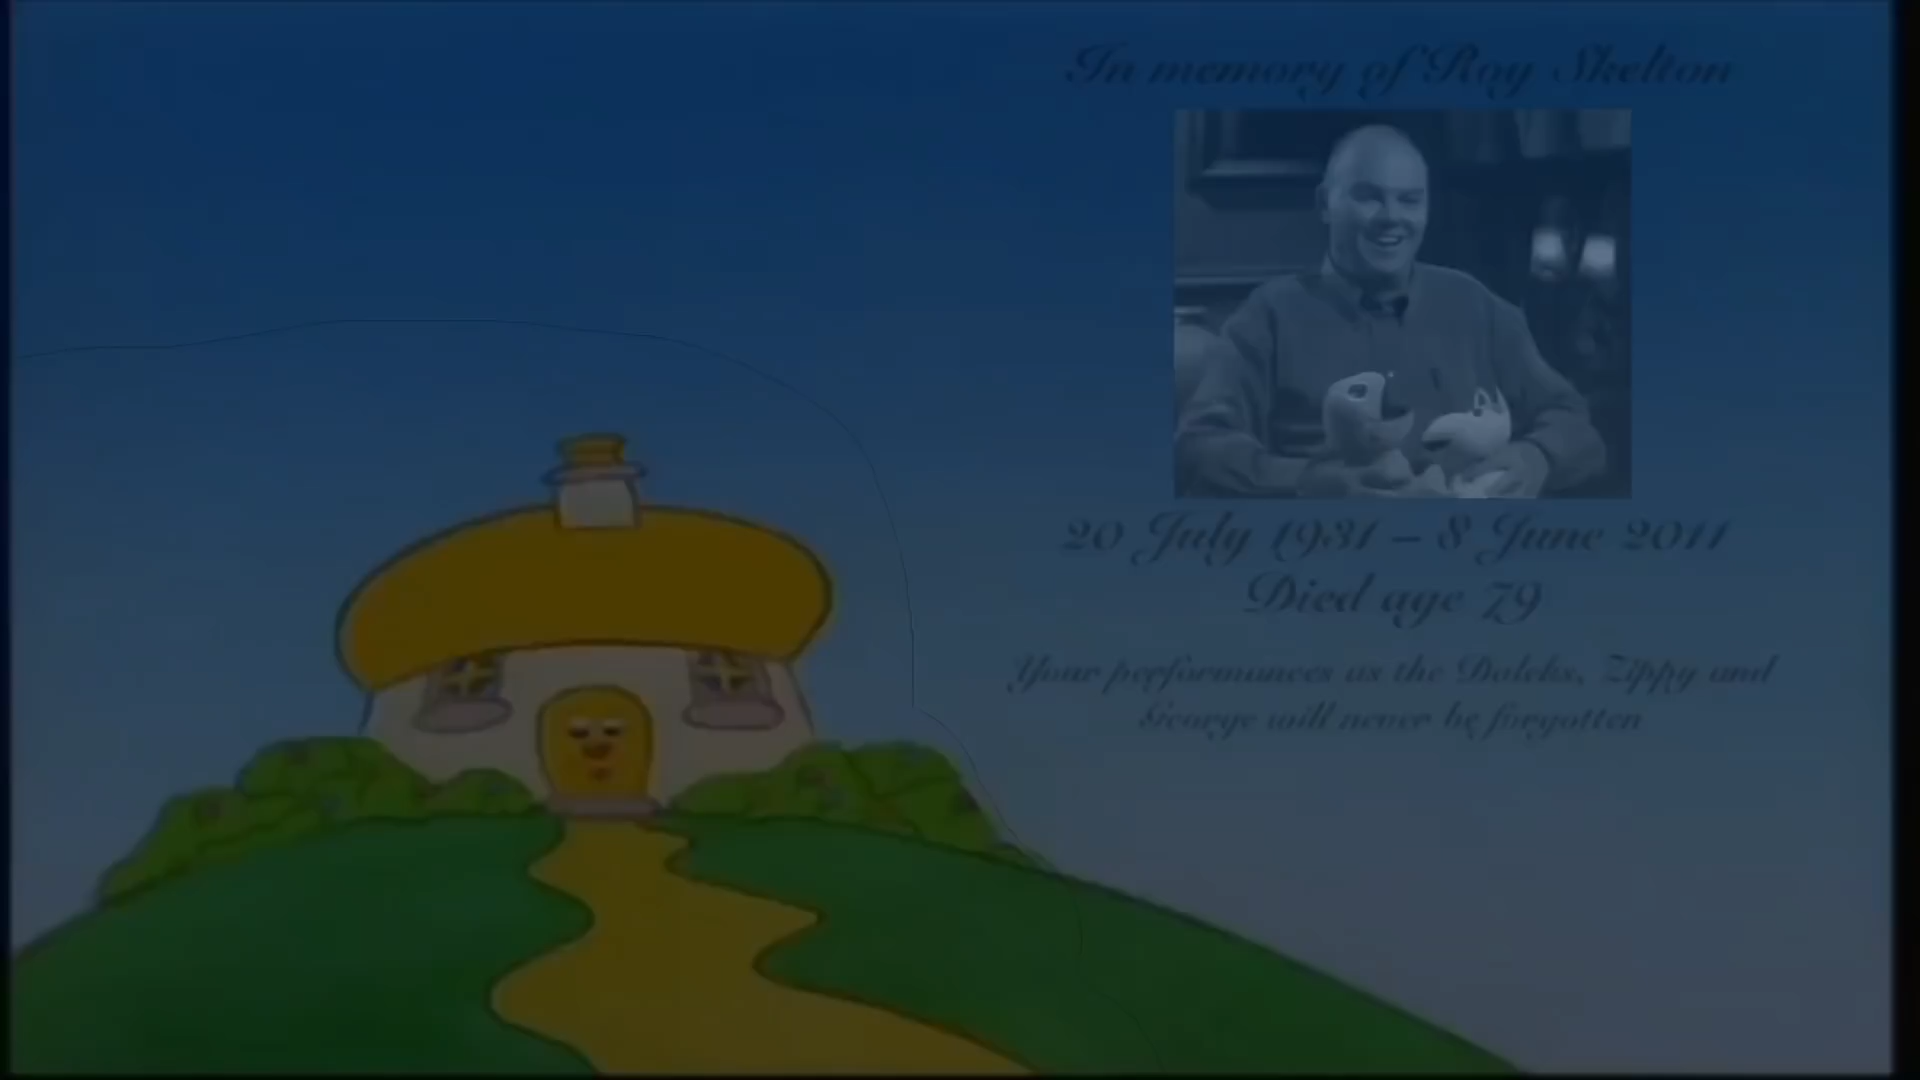 In memory of Roy Skelton
20 July 1931 – 8 June 2011
Died age 79
Your performances as the Daleks, Zippy and
George will never be forgotten